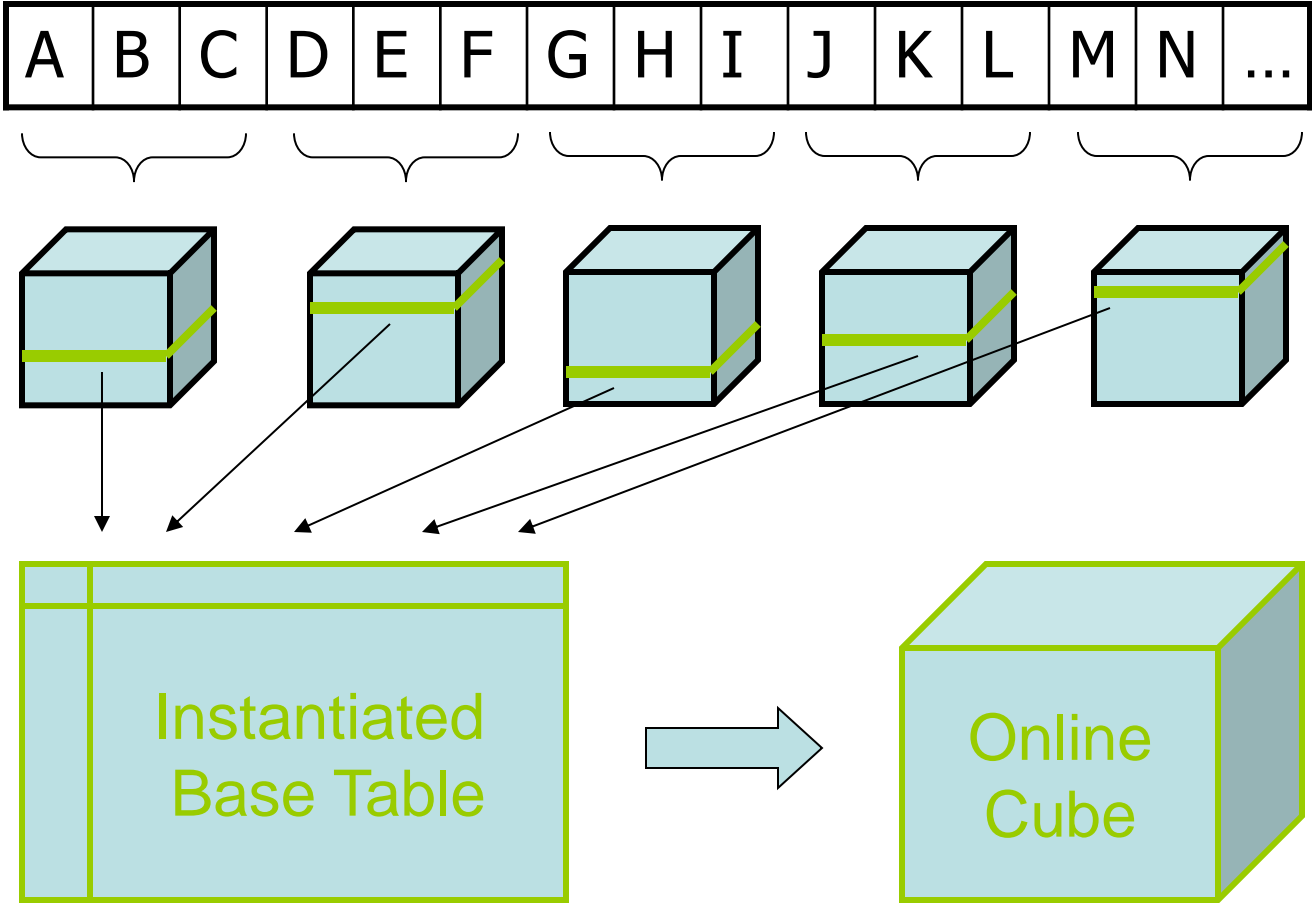 A B C D E F G H I J K L M N ...
Instantiated
Base Table
Online
Cube